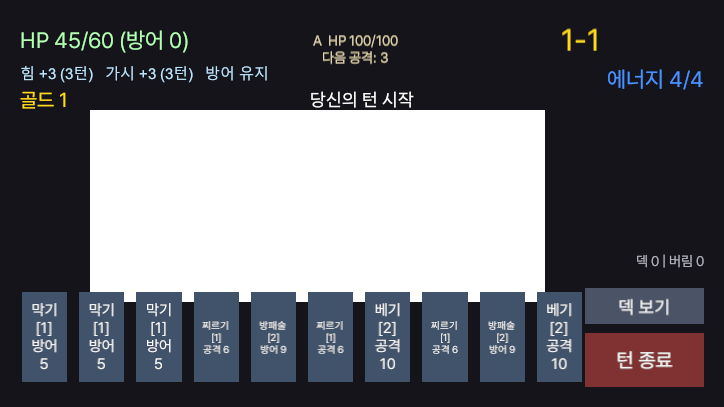 HP 45/60 (방어 0)
A HP 100/100
다음 공격: 3
1-1
힘 +3 (3턴) 가시 +3 (3턴) 방어 유지
에너지 4/4
골드 1
당신의 턴 시작
덱 0 | 버림 0
막기
[1]
방어
5
막기
[1]
방어
5
막기
[1]
방어
5
찌르기
[1]
공격 6
방패술
[2]
방어 9
찌르기
[1]
공격 6
베기
[2]
공격
10
찌르기
[1]
공격 6
방패술
[2]
방어 9
베기
[2]
공격
10
덱 보기
턴 종료